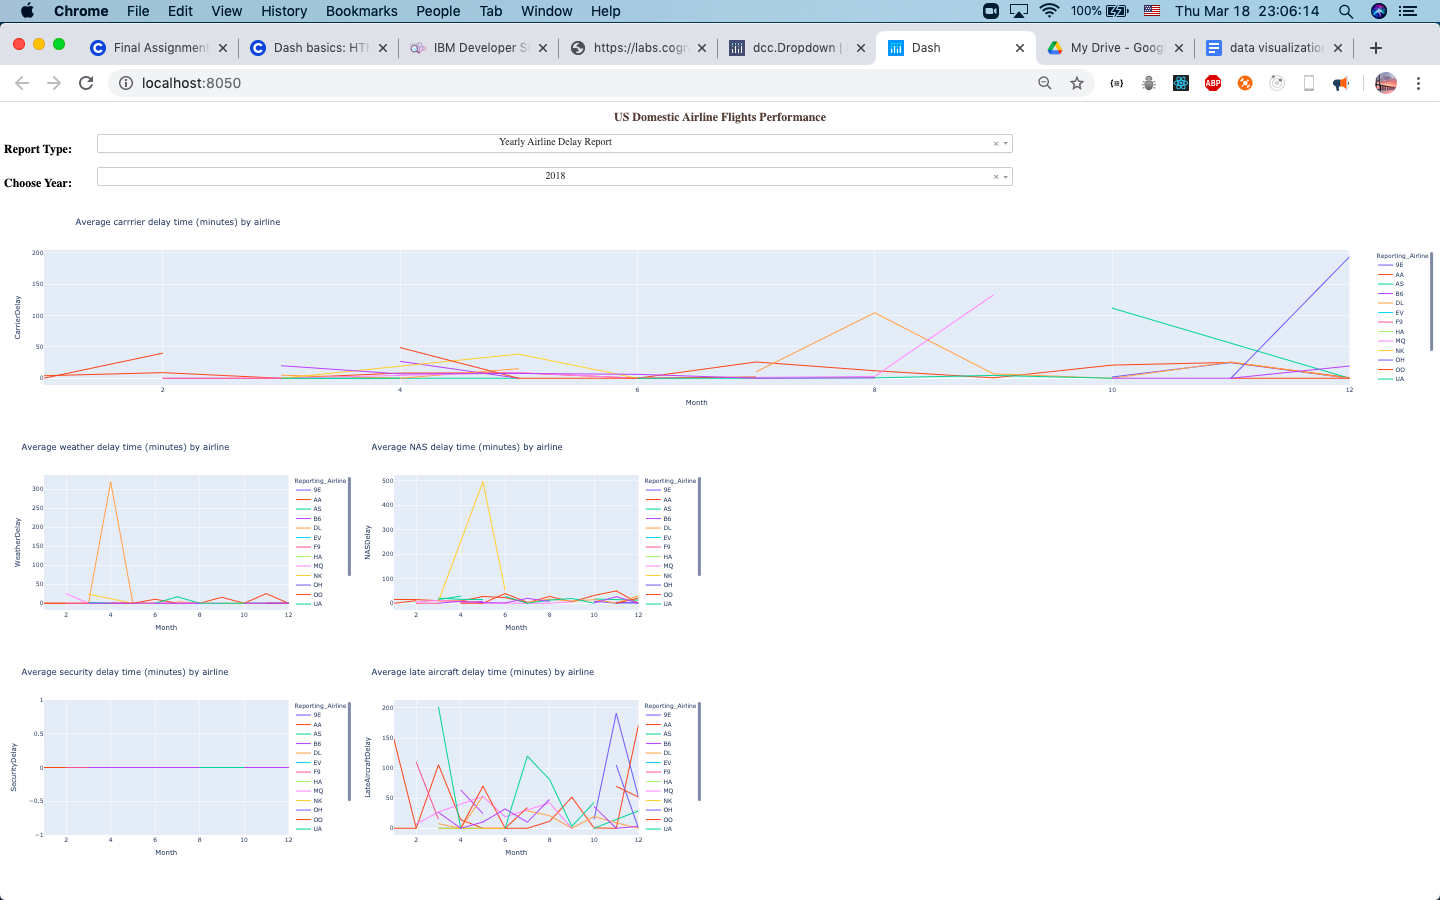 Chrome File Edit View History Bookmarks People Tab Window Help 100% Thu Mar 18 23:06:14
Final Assignment Dash basics: HTM IBM Developer S https://labs.cogn dcc.Dropdown | Dash My Drive - Goog data visualization
localhost:8050 ABP
US Domestic Airline Flights Performance
Report Type: Yearly Airline Delay Report
Choose Year: 2018
Average carrrier delay time (minutes) by airline
CarrierDelay
200
150
100
50
0
2 4 6 8 10 12
Month
Reporting_Airline
9E
AA
AS
B6
DL
EV
F9
HA
MQ
NK
OH
OO
UA
Average weather delay time (minutes) by airline
WeatherDelay
300
250
200
150
100
50
0
2 4 6 8 10 12
Month
Reporting_Airline
9E
AA
AS
B6
DL
EV
F9
HA
MQ
NK
OH
OO
UA
Average NAS delay time (minutes) by airline
NASDelay
500
400
300
200
100
0
2 4 6 8 10 12
Month
Reporting_Airline
9E
AA
AS
B6
DL
EV
F9
HA
MQ
NK
OH
OO
UA
Average security delay time (minutes) by airline
SecurityDelay
1
0.5
0
−0.5
−1
2 4 6 8 10 12
Month
Reporting_Airline
9E
AA
AS
B6
DL
EV
F9
HA
MQ
NK
OH
OO
UA
Average late aircraft delay time (minutes) by airline
LateAircraftDelay
200
150
100
50
0
2 4 6 8 10 12
Month
Reporting_Airline
9E
AA
AS
B6
DL
EV
F9
HA
MQ
NK
OH
OO
UA